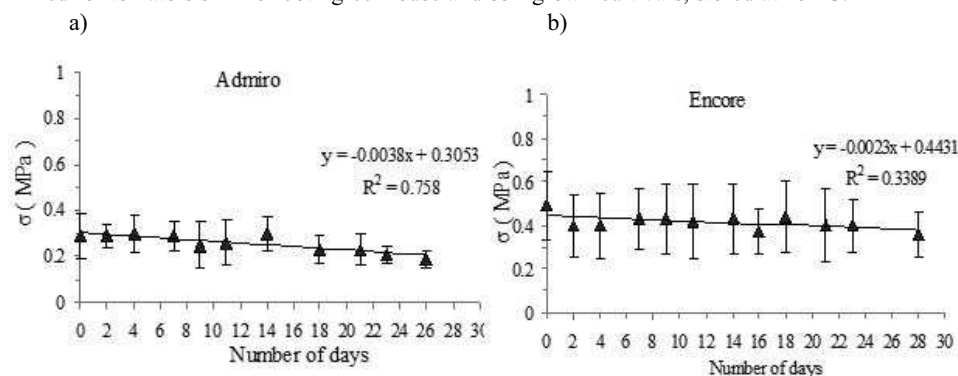 a)
b)
Admiro
y = -0.0038x + 0.3053
R² = 0.758
σ ( MPa )
1
0.8
0.6
0.4
0.2
0
0 2 4 6 8 10 12 14 16 18 20 22 24 26 28
Number of days
Encore
y = -0.0023x + 0.4431
R² = 0.3389
σ ( MPa )
1
0.8
0.6
0.4
0.2
0
0 2 4 6 8 10 12 14 16 18 20 22 24 26 28 30
Number of days